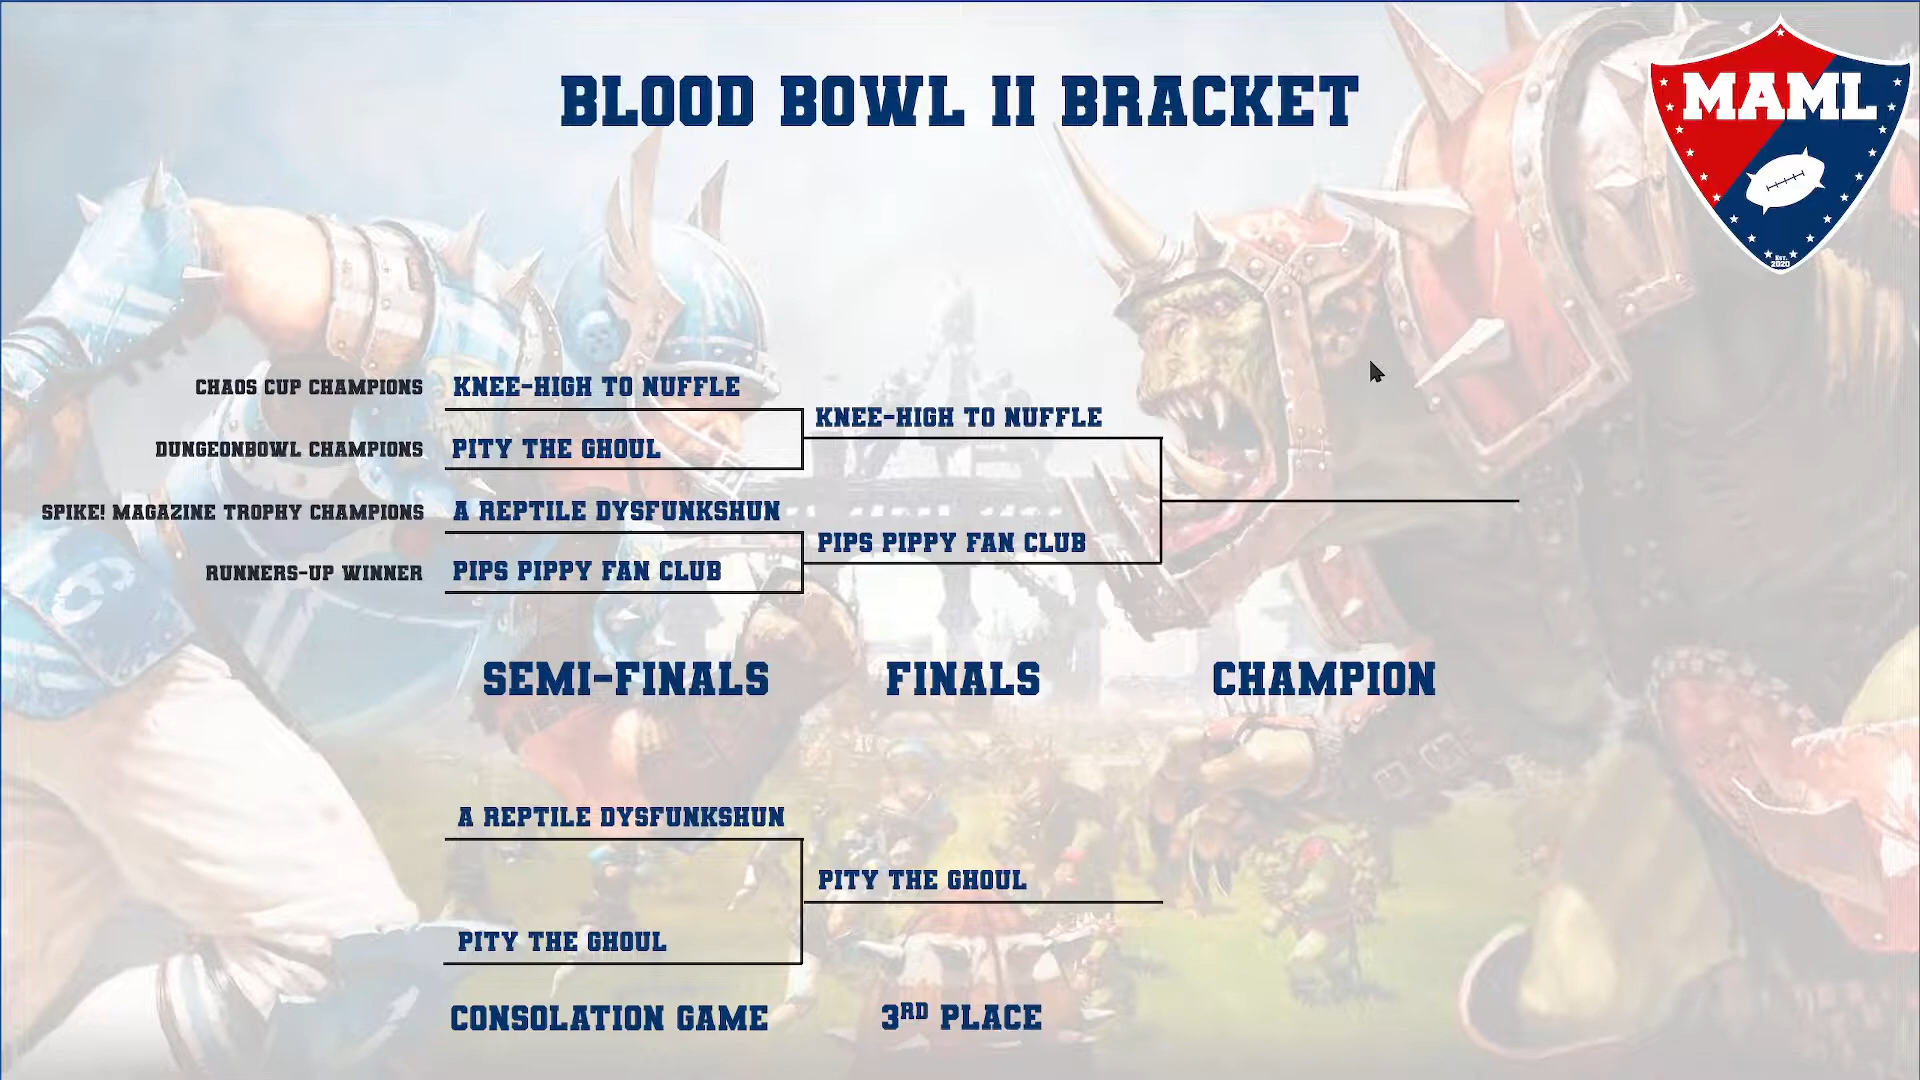 BLOOD BOWL II BRACKET
MAML
EST.
2020
CHAOS CUP CHAMPIONS
KNEE-HIGH TO NUFFLE
KNEE-HIGH TO NUFFLE
DUNGEONBOWL CHAMPIONS
PITY THE GHOUL
SPIKE! MAGAZINE TROPHY CHAMPIONS
A REPTILE DYSFUNKSHUN
PIPS PIPPY FAN CLUB
RUNNERS-UP WINNER
PIPS PIPPY FAN CLUB
SEMI-FINALS
FINALS
CHAMPION
A REPTILE DYSFUNKSHUN
PITY THE GHOUL
PITY THE GHOUL
CONSOLATION GAME
3RD PLACE